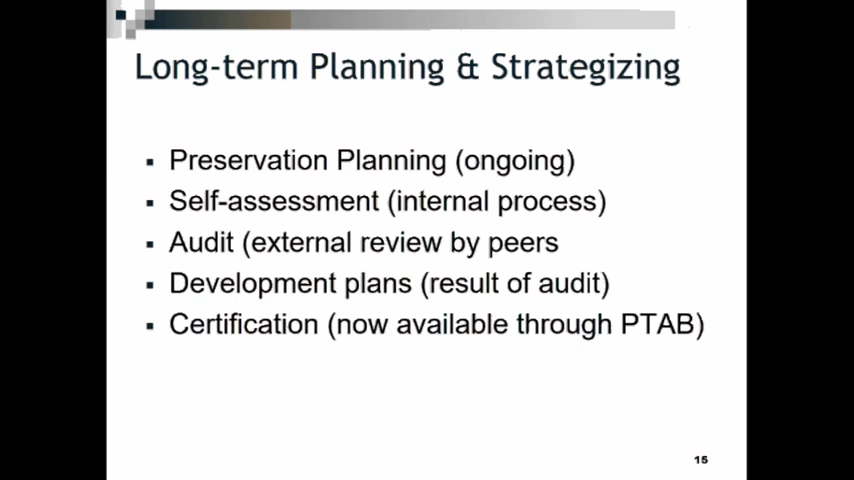 Long-term Planning & Strategizing
▪ Preservation Planning (ongoing)
▪ Self-assessment (internal process)
▪ Audit (external review by peers
▪ Development plans (result of audit)
▪ Certification (now available through PTAB)
15